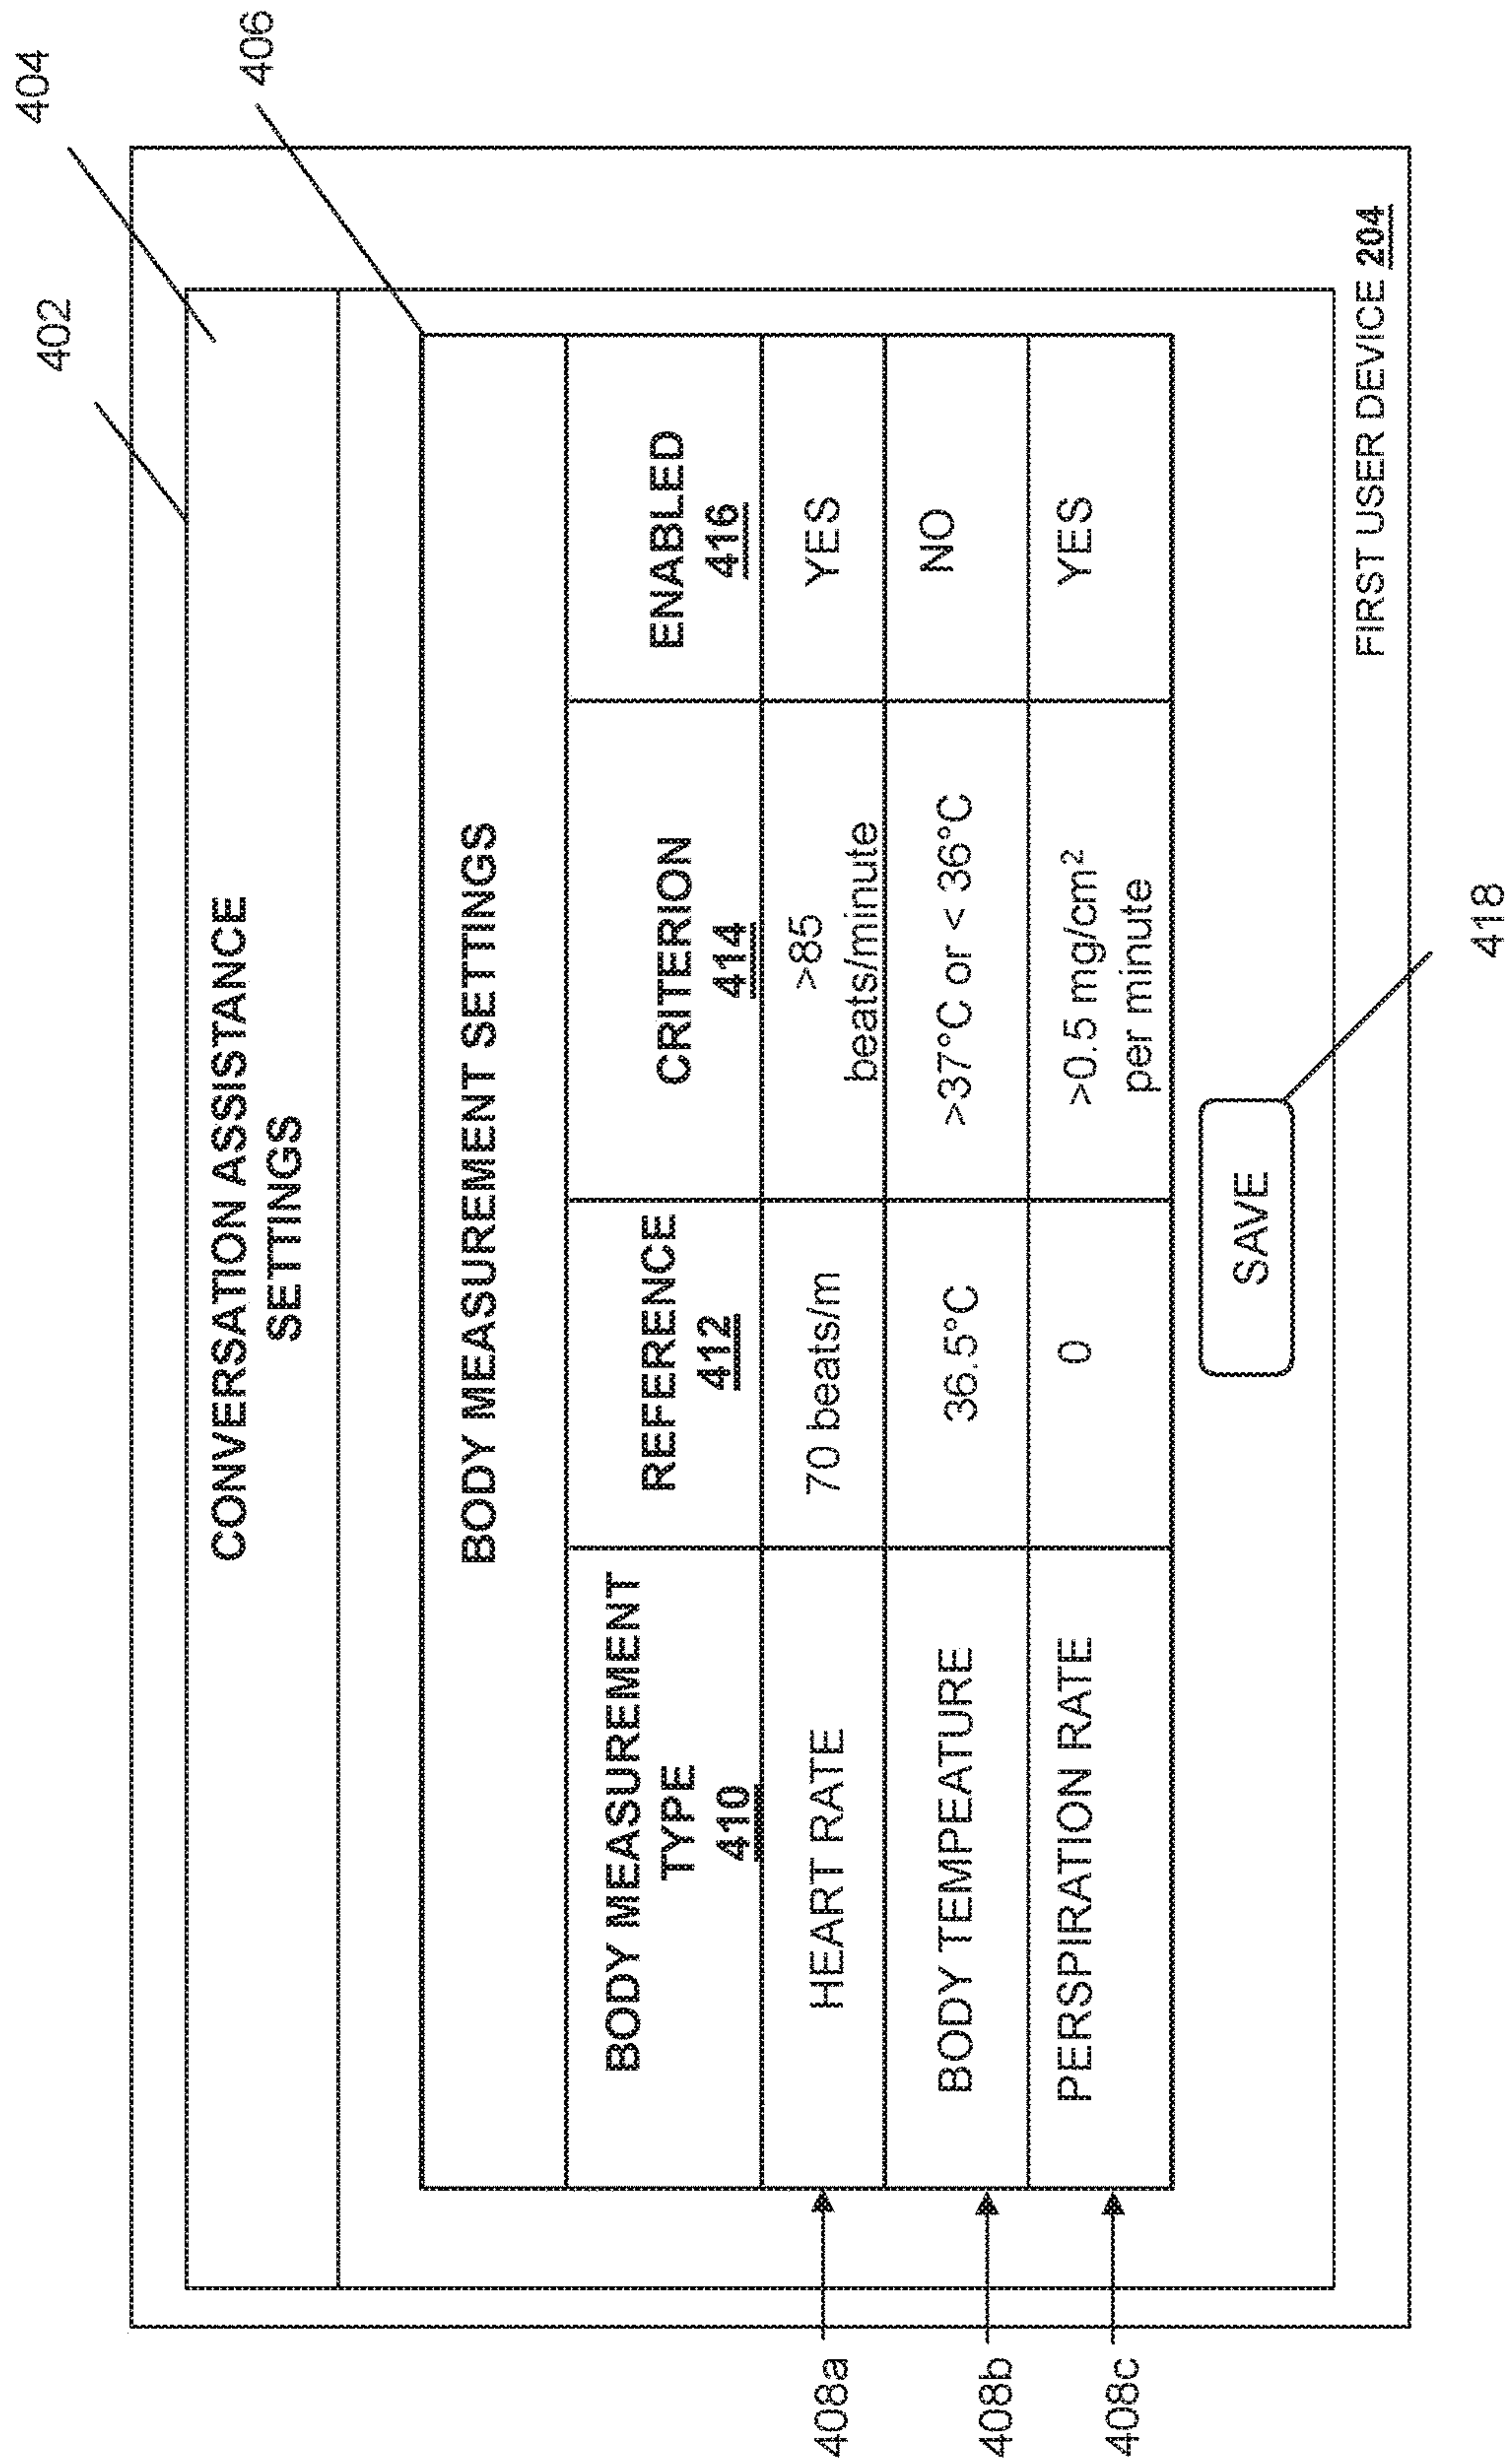 402
404
406
CONVERSATION ASSISTANCE
SETTINGS
BODY MEASUREMENT SETTINGS
BODY MEASUREMENT
TYPE
410
REFERENCE
412
CRITERION
414
ENABLED
416
408a
HEART RATE
70 beats/m
>85
beats/minute
YES
408b
BODY TEMPEATURE
36.5°C
>37°C or < 36°C
NO
408c
PERSPIRATION RATE
0
>0.5 mg/cm²
per minute
YES
SAVE
418
FIRST USER DEVICE 204